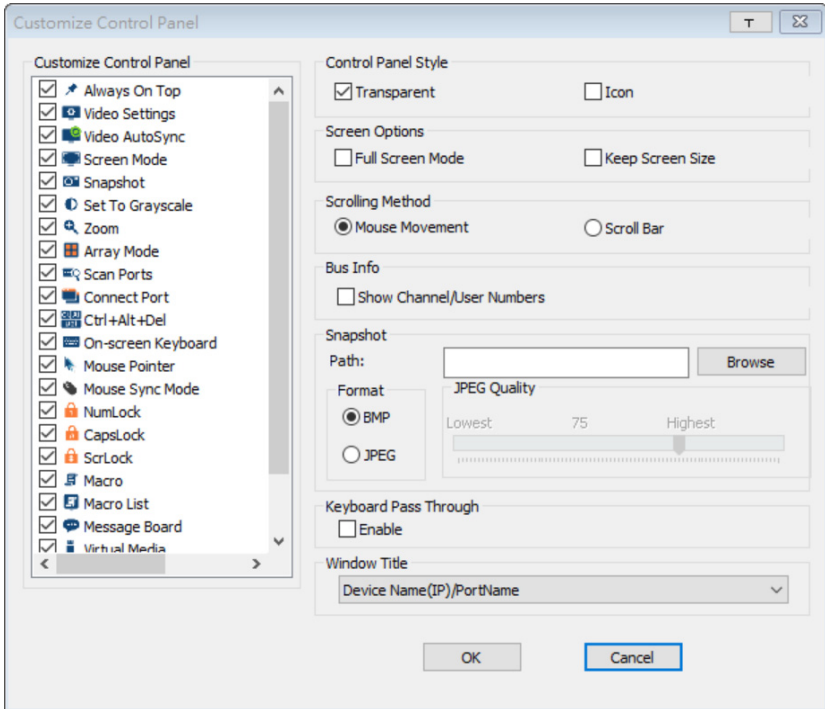 Customize Control Panel
T
Customize Control Panel
Always On Top
Video Settings
Video AutoSync
Screen Mode
Snapshot
Set To Grayscale
Zoom
Array Mode
Scan Ports
Connect Port
Ctrl+Alt+Del
On-screen Keyboard
Mouse Pointer
Mouse Sync Mode
NumLock
CapsLock
ScrLock
Macro
Macro List
Message Board
Virtual Media
Control Panel Style
Transparent Icon
Screen Options
Full Screen Mode Keep Screen Size
Scrolling Method
Mouse Movement Scroll Bar
Bus Info
Show Channel/User Numbers
Snapshot
Path: Browse
Format
BMP
JPEG
JPEG Quality
Lowest 75 Highest
Keyboard Pass Through
Enable
Window Title
Device Name(IP)/PortName
OK Cancel